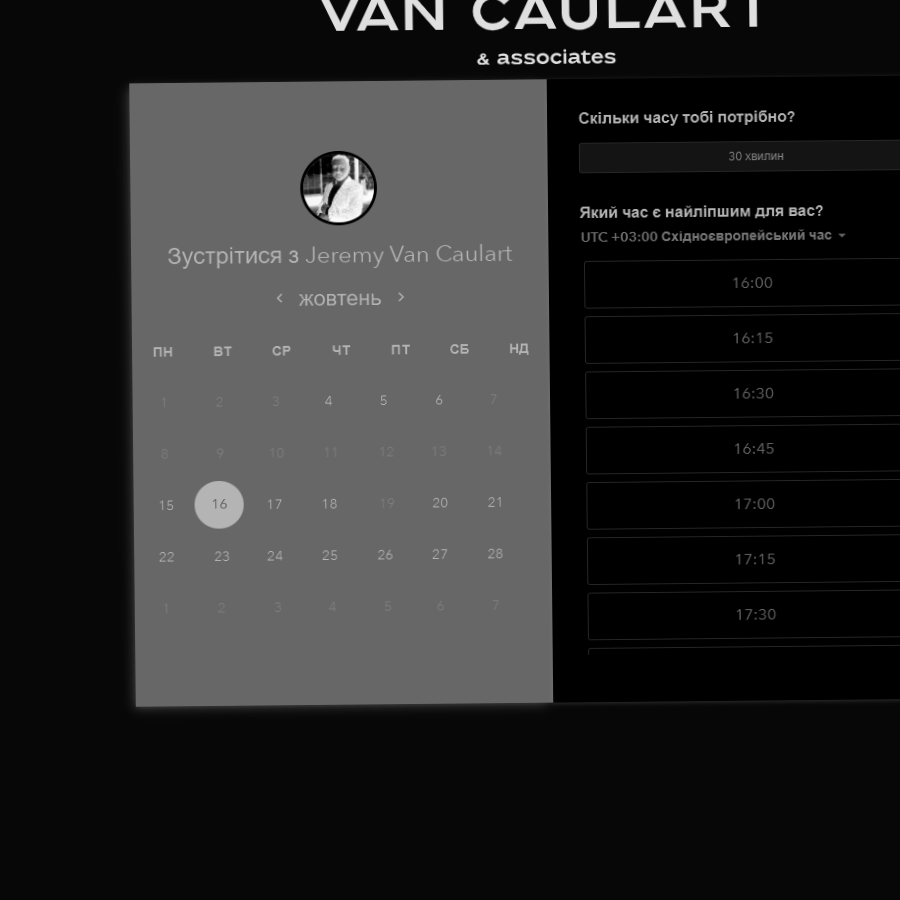 VAN CAULART
& associates
Зустрітися з Jeremy Van Caulart
жовтень
ПН ВТ СР ЧТ ПТ СБ НД
1 2 3 4 5 6 7
8 9 10 11 12 13 14
15 16 17 18 19 20 21
22 23 24 25 26 27 28
1 2 3 4 5 6 7
Скільки часу тобі потрібно?
30 хвилин
Який час є найліпшим для вас?
UTC +03:00 Східноєвропейський час
16:00
16:15
16:30
16:45
17:00
17:15
17:30